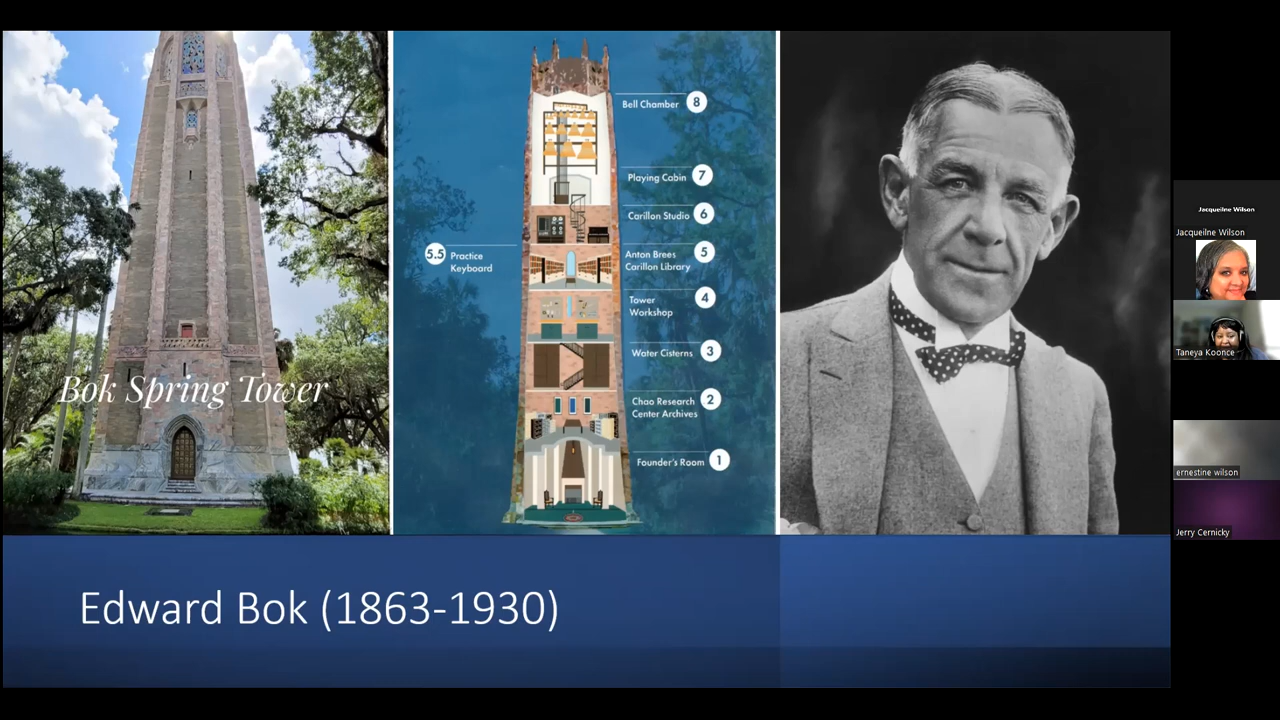 Bok Spring Tower
Bell Chamber 8
Playing Cabin 7
Carillon Studio 6
5.5 Practice
Keyboard
Anton Brees 5
Carillon Library
Tower 4
Workshop
Water Cisterns 3
Chao Research 2
Center Archives
Founder's Room 1
Edward Bok (1863-1930)
Jacqueilne Wilson
Jacqueilne Wilson
Taneya Koonce
ernestine wilson
Jerry Cernicky